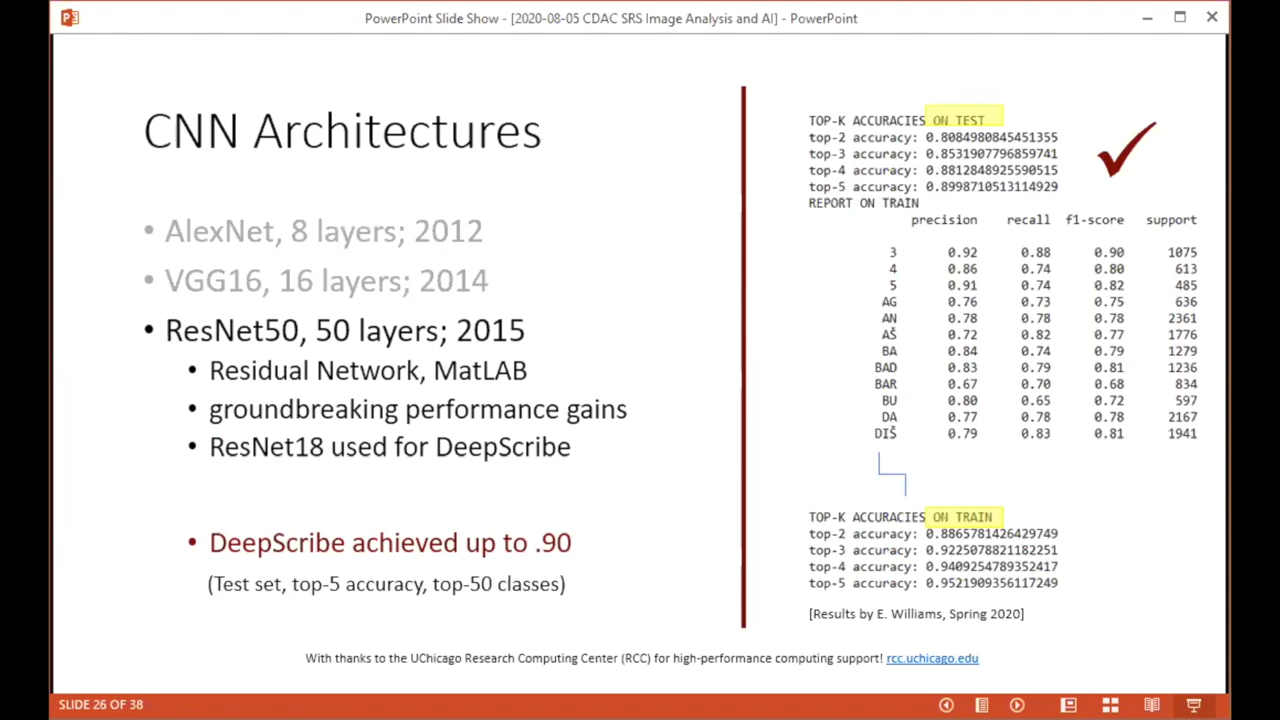 PowerPoint Slide Show - [2020-08-05 CDAC SRS Image Analysis and AI] - PowerPoint
CNN Architectures
• AlexNet, 8 layers; 2012
• VGG16, 16 layers; 2014
• ResNet50, 50 layers; 2015
• Residual Network, MatLAB
• groundbreaking performance gains
• ResNet18 used for DeepScribe
• DeepScribe achieved up to .90
(Test set, top-5 accuracy, top-50 classes)
TOP-K ACCURACIES ON TEST
top-2 accuracy: 0.8084980845451355
top-3 accuracy: 0.8531907796859741
top-4 accuracy: 0.8812848925590515
top-5 accuracy: 0.8998710513114929
REPORT ON TRAIN
precision recall f1-score support
3 0.92 0.88 0.90 1075
4 0.86 0.74 0.80 613
5 0.91 0.74 0.82 485
AG 0.76 0.73 0.75 636
AN 0.78 0.78 0.78 2361
AŠ 0.72 0.82 0.77 1776
BA 0.84 0.74 0.79 1279
BAD 0.83 0.79 0.81 1236
BAR 0.67 0.70 0.68 834
BU 0.80 0.65 0.72 597
DA 0.77 0.78 0.78 2167
DIŠ 0.79 0.83 0.81 1941
TOP-K ACCURACIES ON TRAIN
top-2 accuracy: 0.8865781426429749
top-3 accuracy: 0.9225078821182251
top-4 accuracy: 0.9409254789352417
top-5 accuracy: 0.9521909356117249
[Results by E. Williams, Spring 2020]
With thanks to the UChicago Research Computing Center (RCC) for high-performance computing support! rcc.uchicago.edu
SLIDE 26 OF 38